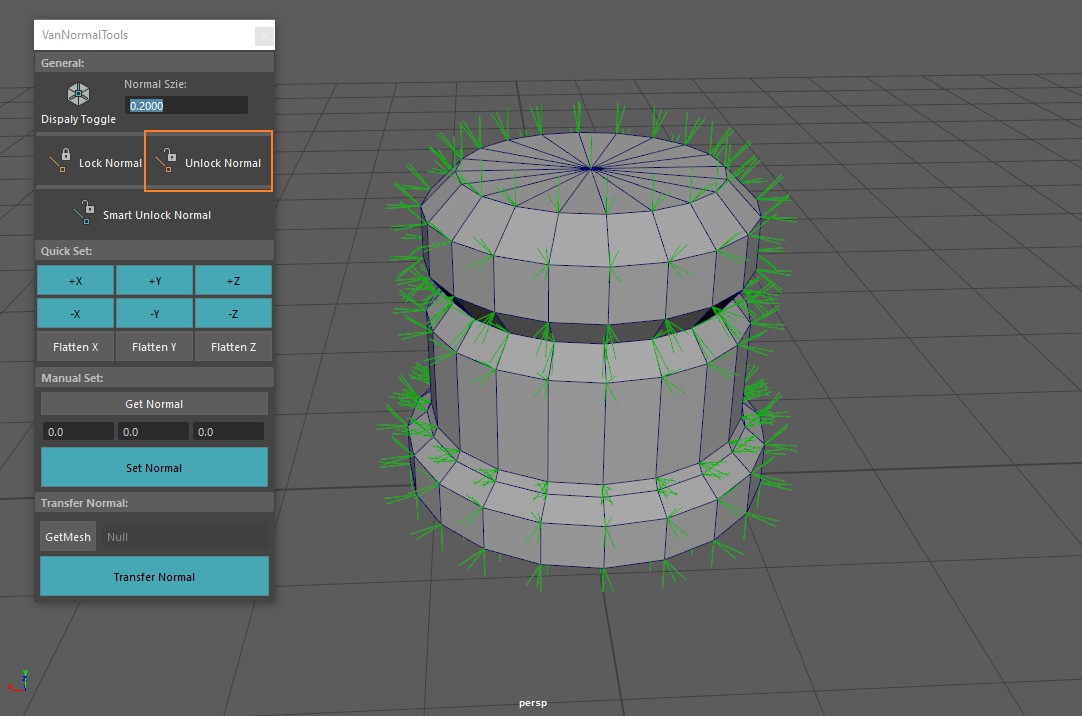 VanNormalTools
x
General:
Normal Szie:
0.2000
Dispaly Toggle
Lock Normal
Unlock Normal
Smart Unlock Normal
Quick Set:
+X +Y +Z
-X -Y -Z
Flatten X Flatten Y Flatten Z
Manual Set:
Get Normal
0.0 0.0 0.0
Set Normal
Transfer Normal:
GetMesh Null
Transfer Normal
persp